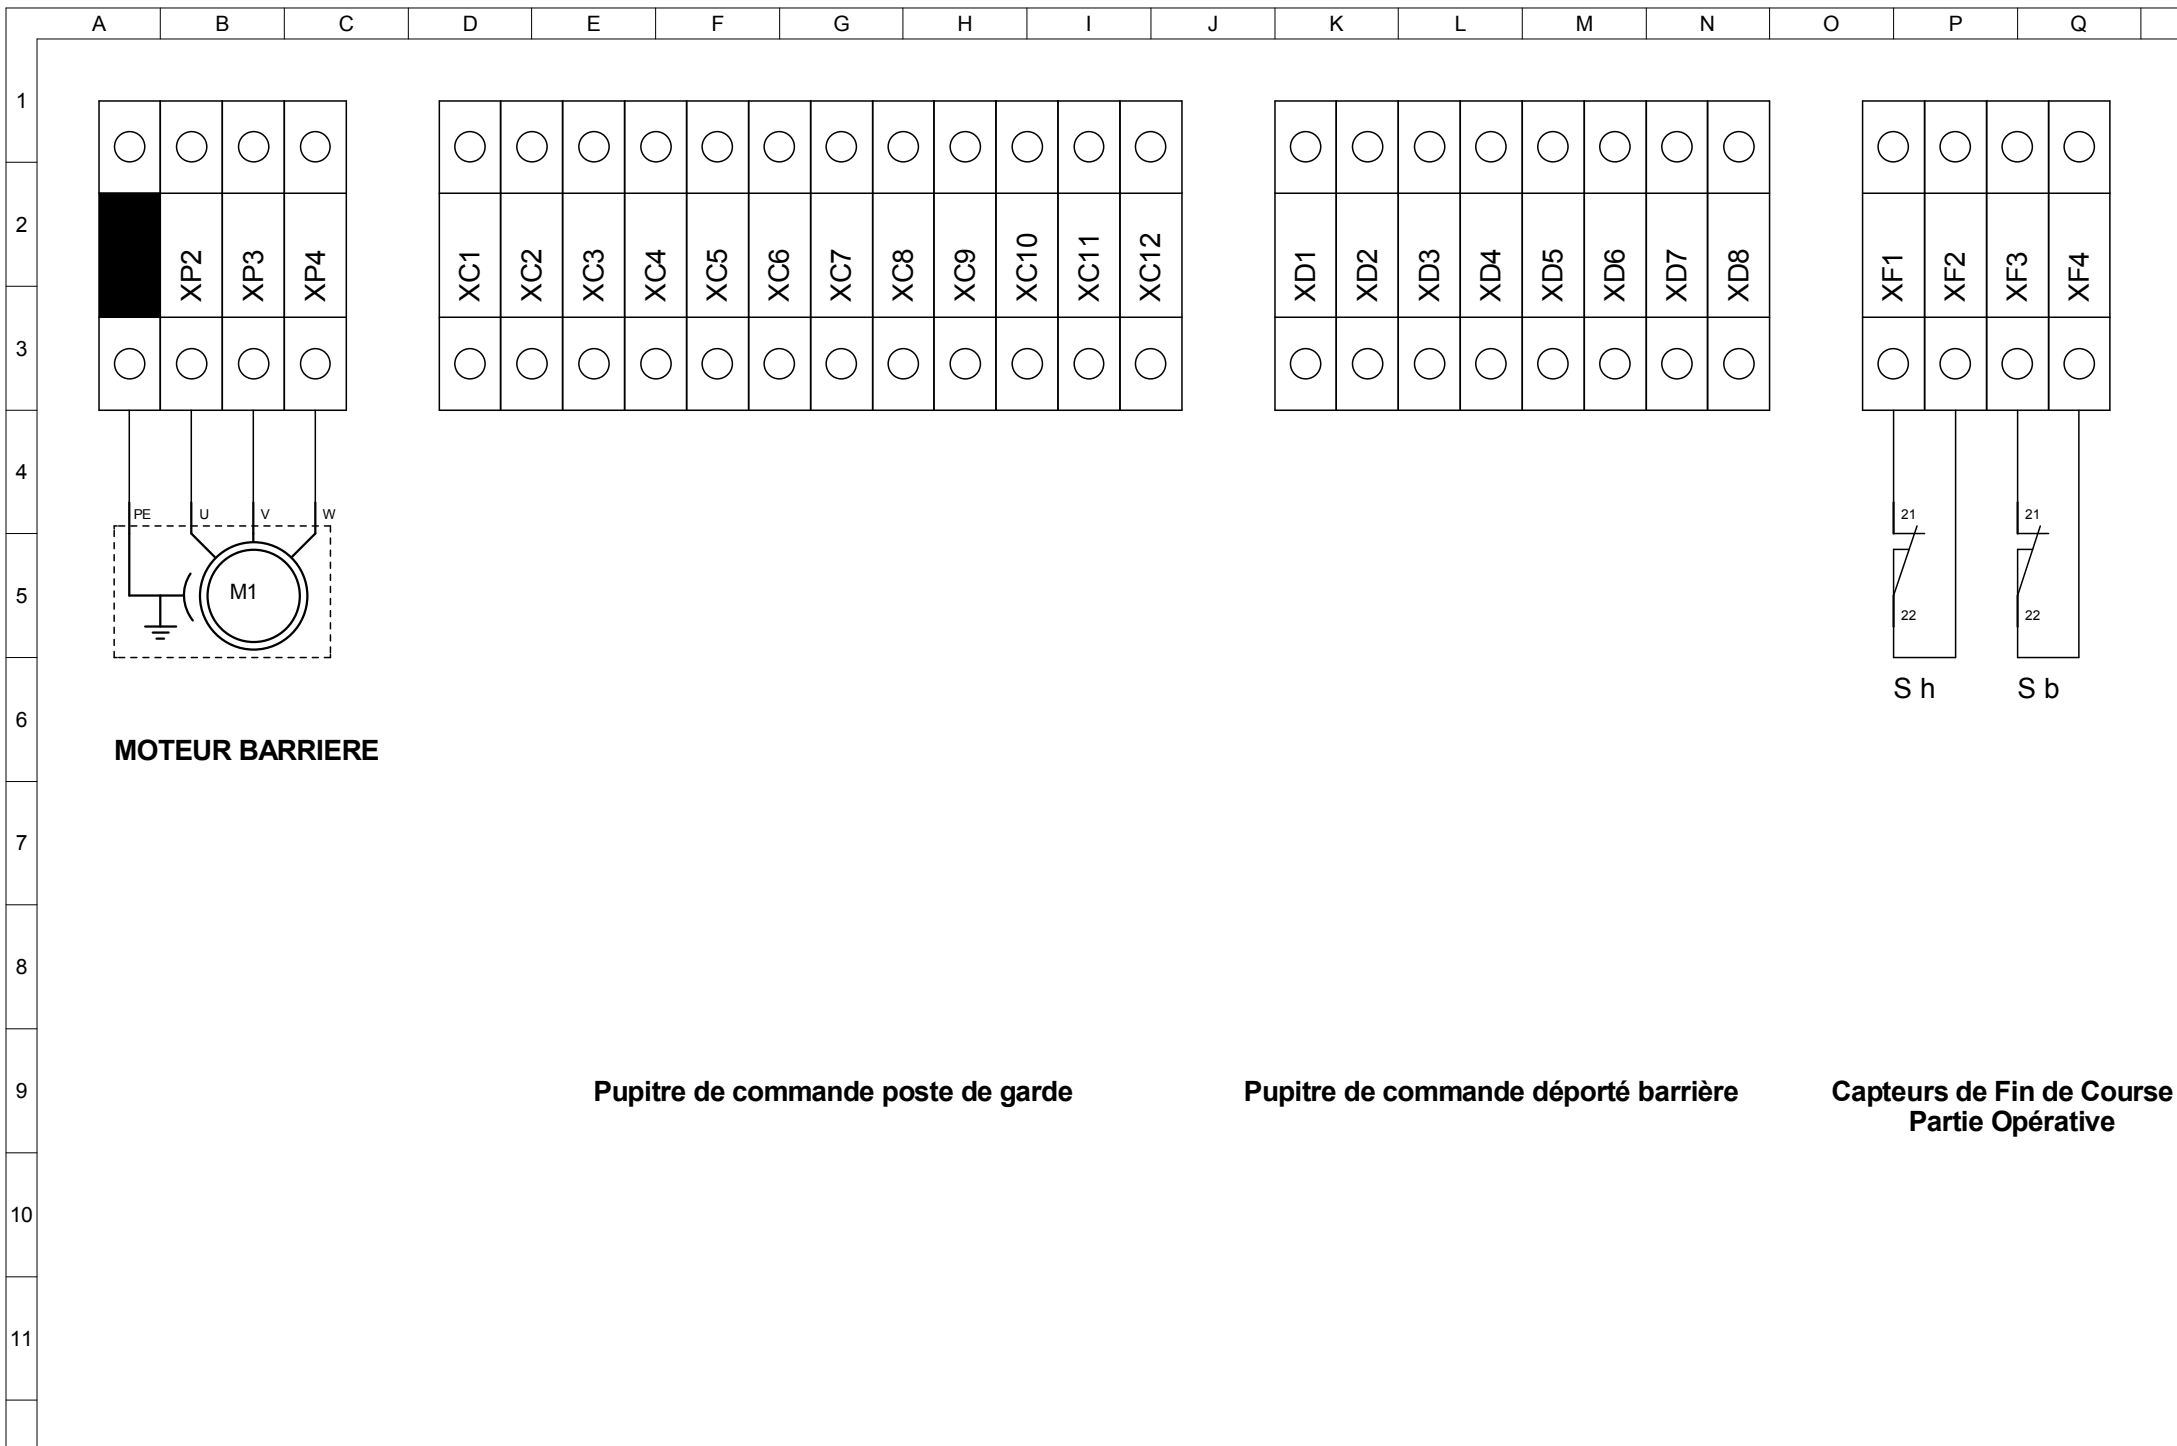 A B C D E F G H I J K L M N O P Q
1
2
3
4
5
6
7
8
9
10
11
XP2 XP3 XP4
XC1 XC2 XC3 XC4 XC5 XC6 XC7 XC8 XC9 XC10 XC11 XC12
XD1 XD2 XD3 XD4 XD5 XD6 XD7 XD8
XF1 XF2 XF3 XF4
PE U V W
M1
21 21
22 22
S h S b
MOTEUR BARRIERE
Pupitre de commande poste de garde
Pupitre de commande déporté barrière
Capteurs de Fin de Course
Partie Opérative